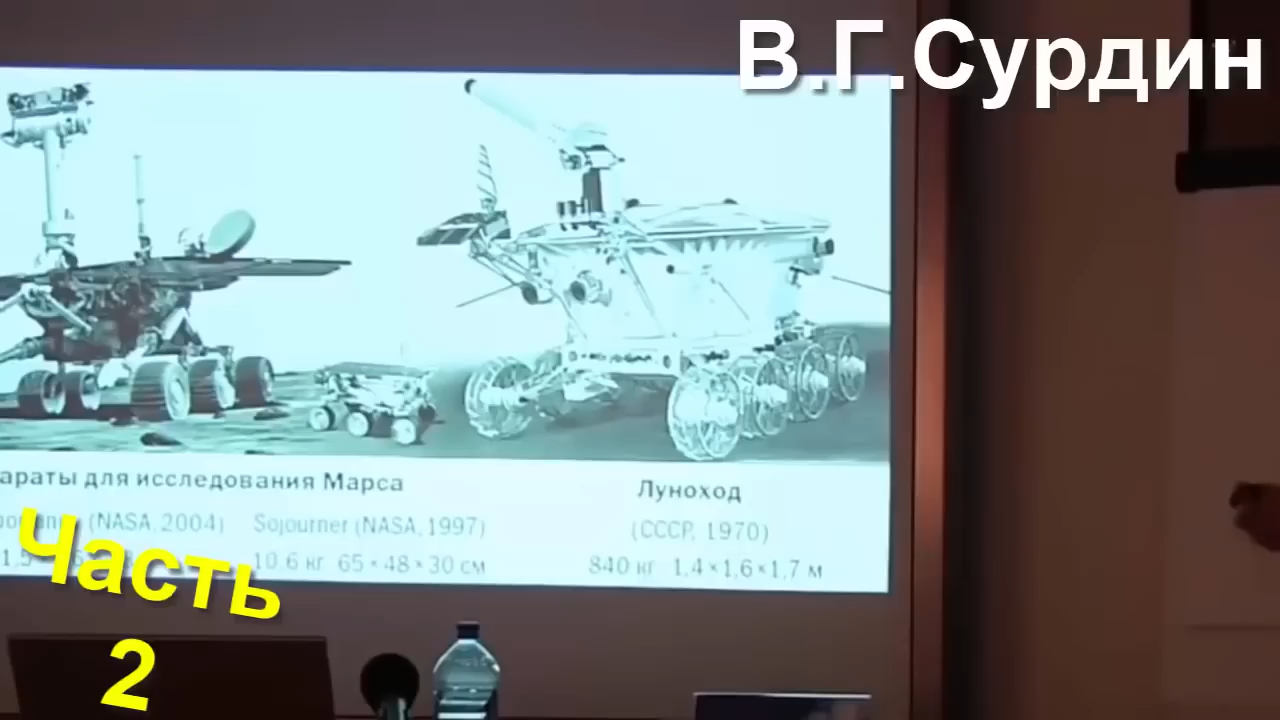 В.Г.Сурдин
араты для исследования Марса
Луноход
(NASA, 2004) Sojourner (NASA, 1997)
(СССР, 1970)
10.6 кг 65×48×30 см
840 кг 1,4×1,6×1,7 м
Часть
2